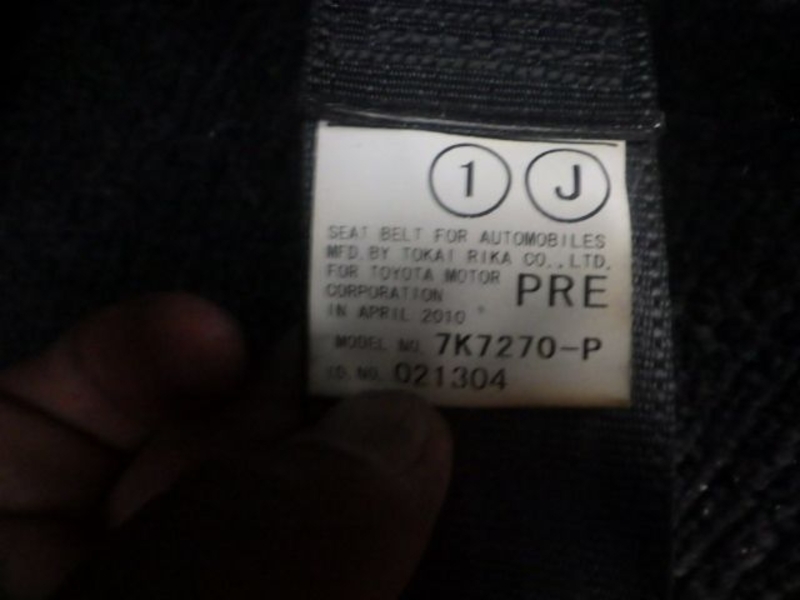 1 J
SEAT BELT FOR AUTOMOBILES
MFD. BY TOKAI RIKA CO., LTD.
FOR TOYOTA MOTOR
CORPORATION PRE
IN APRIL 2010
MODEL NO. 7K7270-P
I.D. NO. 021304